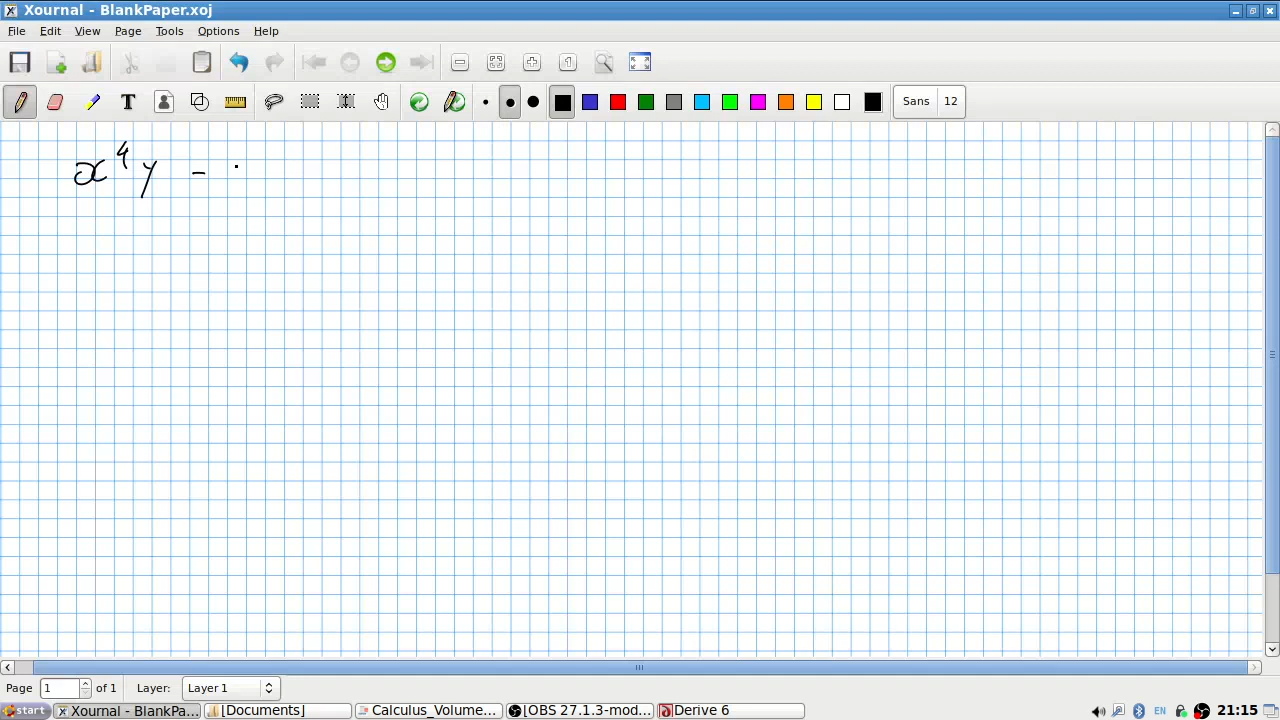 Xournal - BlankPaper.xoj
File Edit View Page Tools Options Help
Sans 12
x⁴y -
Page 1 of 1 Layer: Layer 1
start Xournal - BlankPa... [Documents] Calculus_Volume... [OBS 27.1.3-mod... Derive 6 EN 21:15